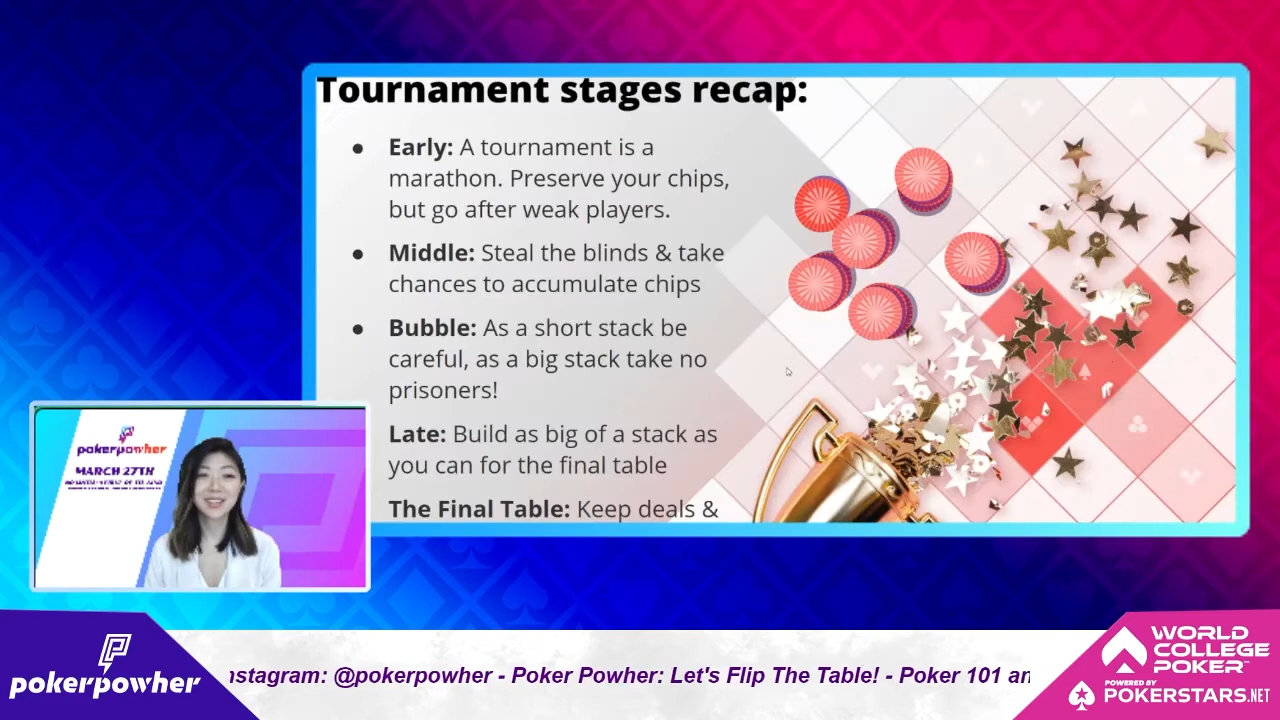 Tournament stages recap:
● Early: A tournament is a
marathon. Preserve your chips,
but go after weak players.
● Middle: Steal the blinds & take
chances to accumulate chips
● Bubble: As a short stack be
careful, as a big stack take no
prisoners!
Late: Build as big of a stack as
you can for the final table
The Final Table: Keep deals &
pokerpowher
MARCH 27TH
pokerpowher
nstagram: @pokerpowher - Poker Powher: Let's Flip The Table! - Poker 101 an
WORLD
COLLEGE
POKER™
POWERED BY
POKERSTARS.NET